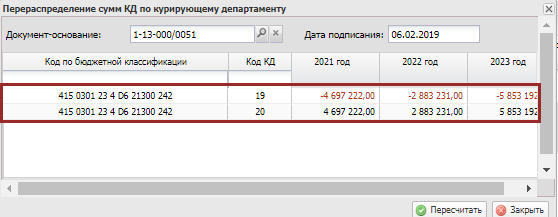 Перераспределение сумм КД по курирующему департаменту
Документ-основание: 1-13-000/0051 Дата подписания: 06.02.2019
Код по бюджетной классификации Код КД 2021 год 2022 год 2023 год
415 0301 23 4 D6 21300 242 19 -4 697 222,00 -2 883 231,00 -5 853 192
415 0301 23 4 D6 21300 242 20 4 697 222,00 2 883 231,00 5 853 192
Пересчитать Закрыть